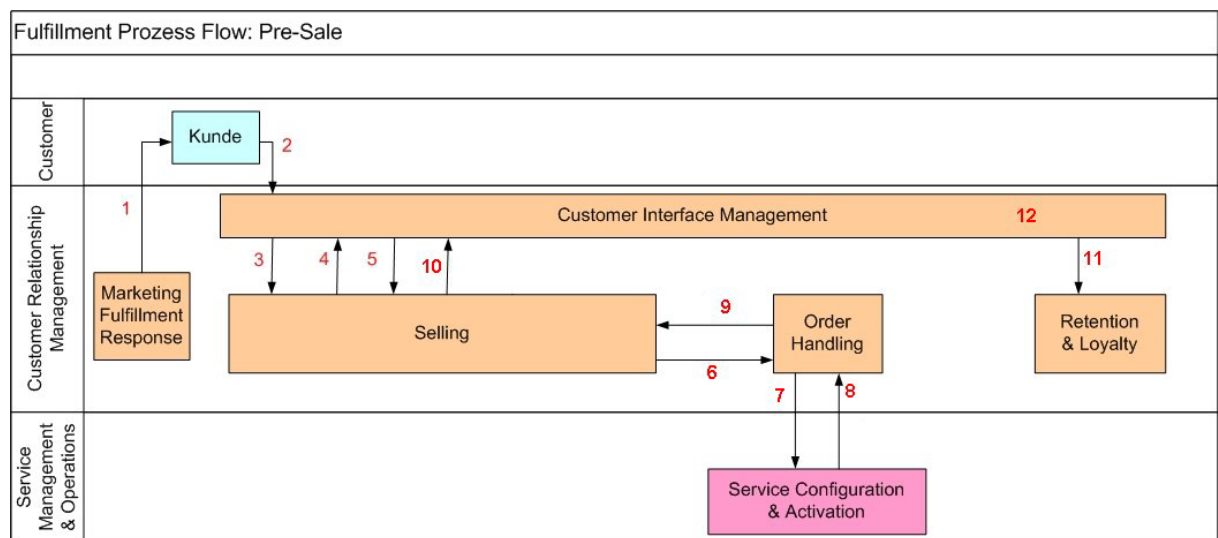 Fulfillment Prozess Flow: Pre-Sale
Customer
Kunde
2
1
Customer Relationship
Management
Customer Interface Management
12
3
4
5
10
11
Marketing
Fulfillment
Response
Selling
9
6
Order
Handling
Retention
& Loyalty
7
8
Service
Management
& Operations
Service Configuration
& Activation